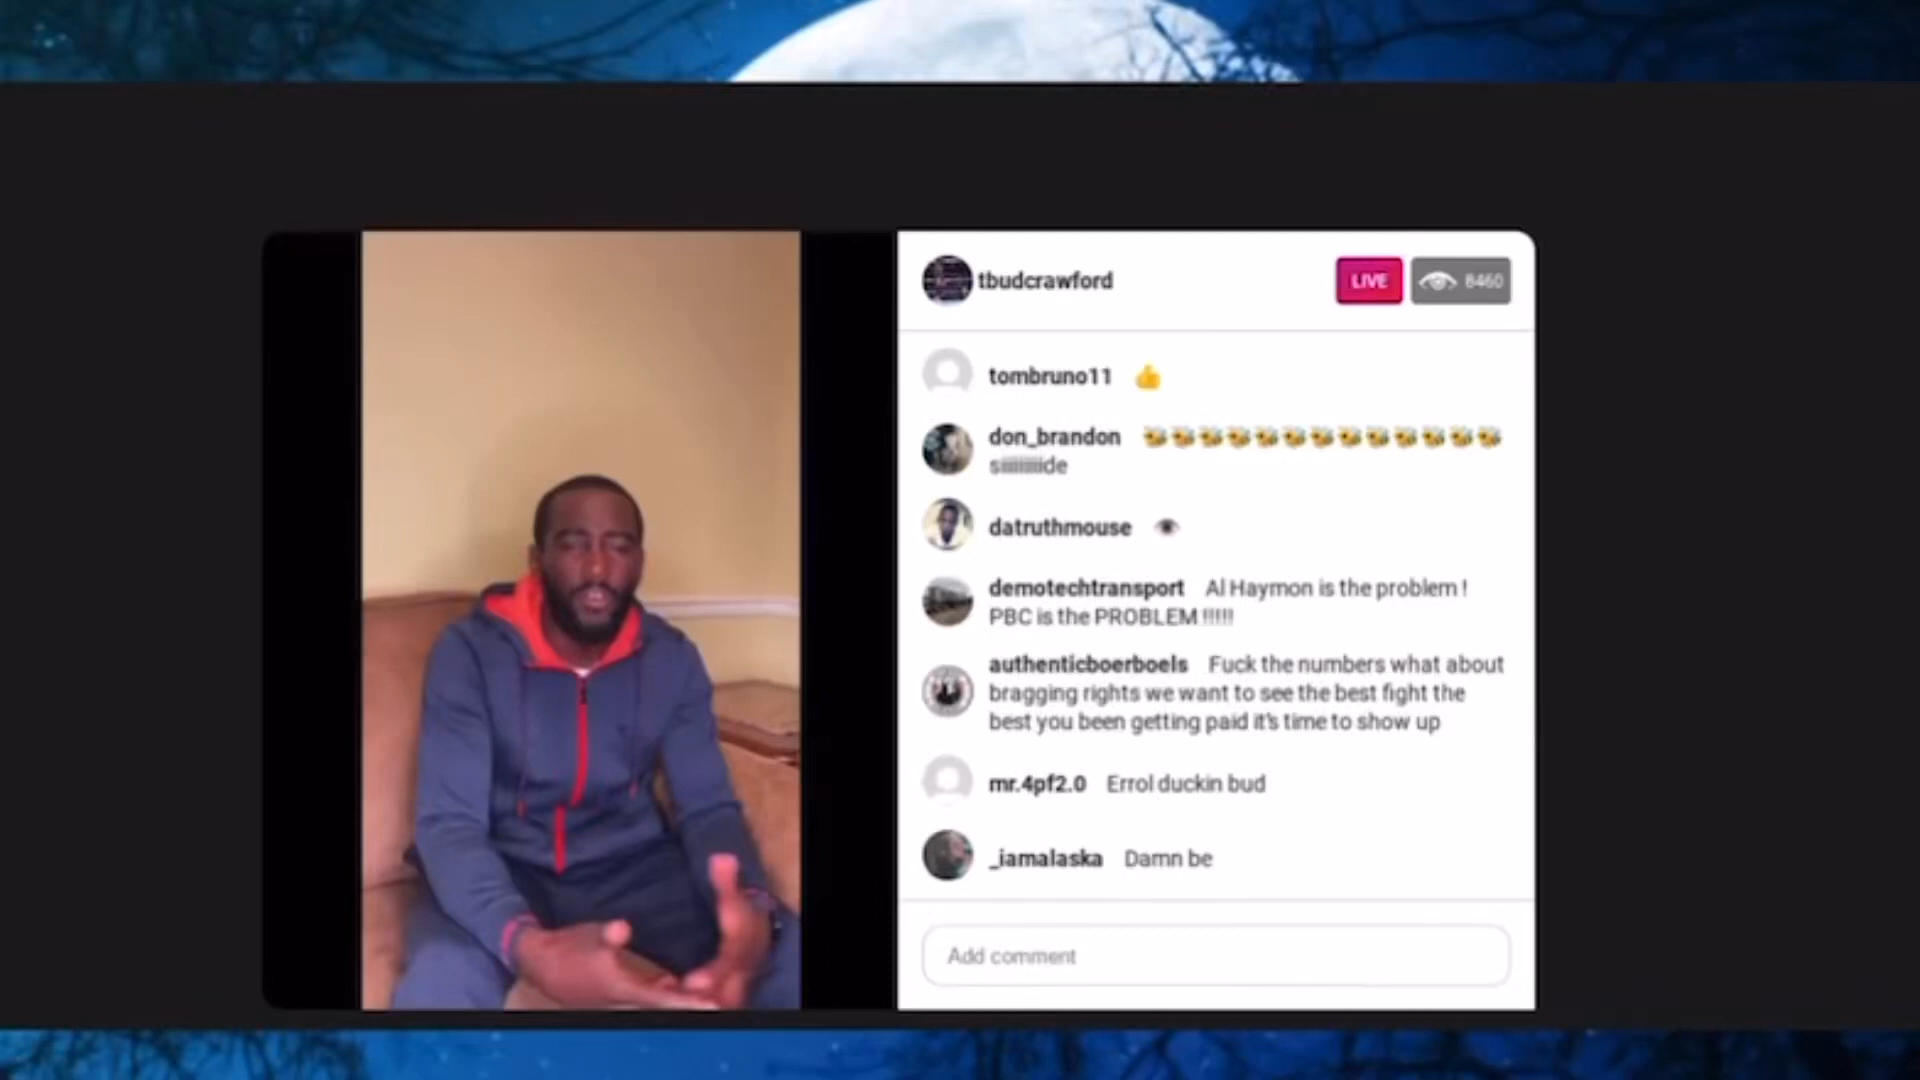 tbudcrawford
LIVE
8460
tombruno11 👍
don_brandon 🐝🐝🐝🐝🐝🐝🐝🐝🐝🐝🐝🐝🐝
datruthmouse 👁
demotechtransport Al Haymon is the problem !
PBC is the PROBLEM !!!!!
authenticboerboels Fuck the numbers what about
bragging rights we want to see the best fight the
best you been getting paid it's time to show up
mr.4pf2.0 Errol duckin bud
_iamalaska Damn be
Add comment